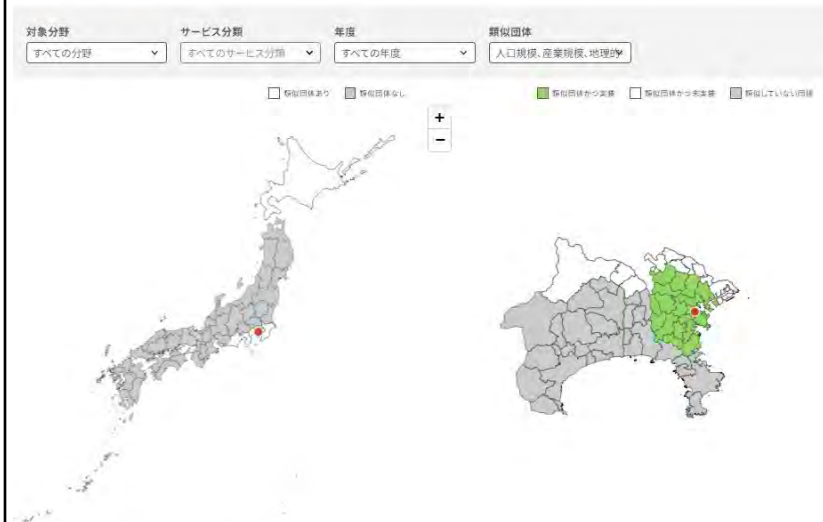 対象分野
サービス分類
年度
類似団体
すべての分野
すべてのサービス分類
すべての年度
人口規模、産業規模、地理的
類似団体あり
類似団体なし
類似団体かつ実装
類似団体かつ未実装
類似していない団体
+
−